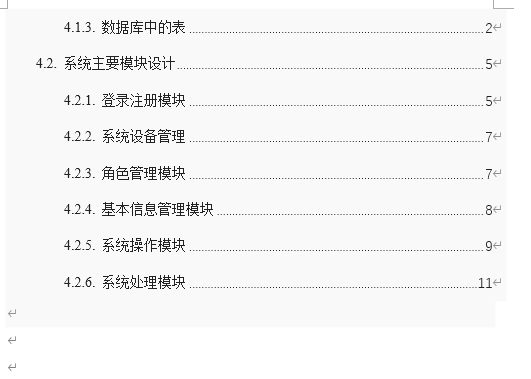 4.1.3. 数据库中的表........2
4.2. 系统主要模块设计........5
4.2.1. 登录注册模块........5
4.2.2. 系统设备管理........7
4.2.3. 角色管理模块........7
4.2.4. 基本信息管理模块........8
4.2.5. 系统操作模块........9
4.2.6. 系统处理模块........11